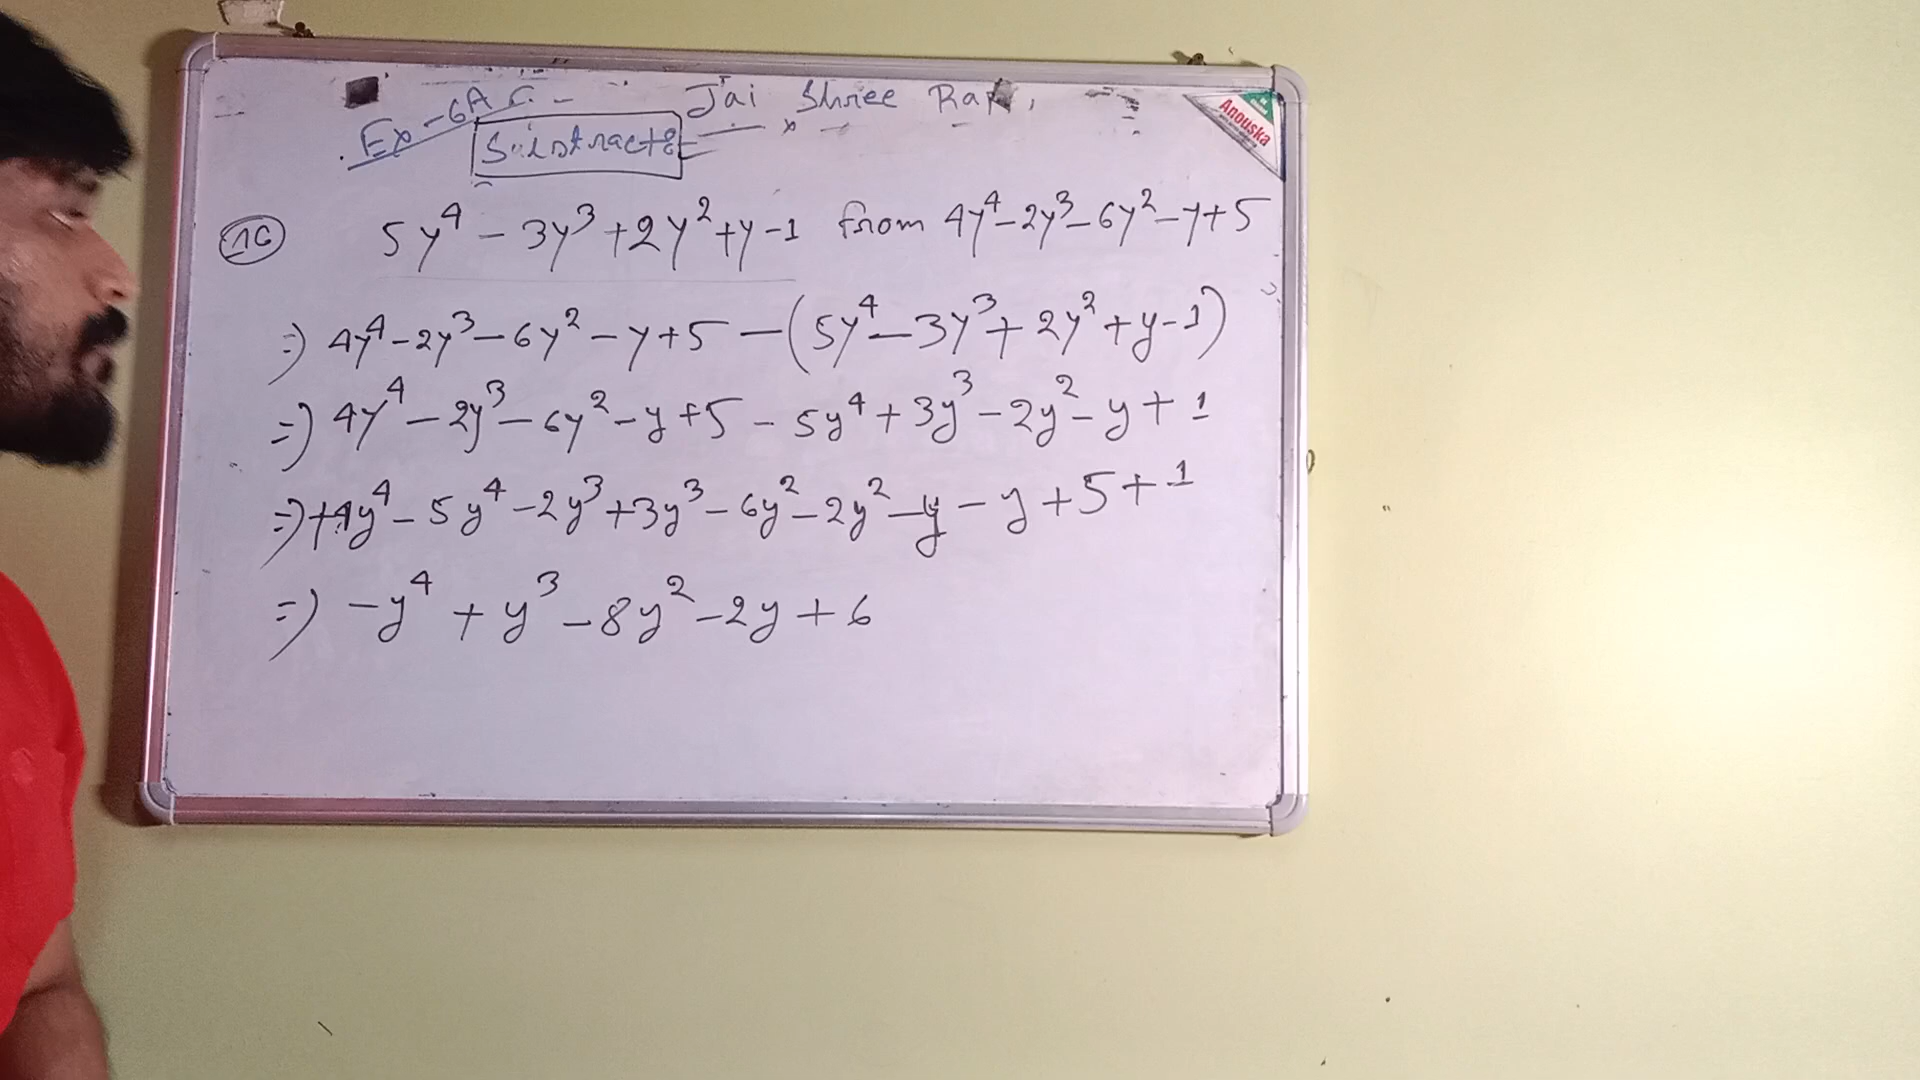 Jai Shree Ram,
Ex-6A
Substract:-
Anouska
16 5y⁴ - 3y³ + 2y² + y - 1 from 4y⁴ - 2y³ - 6y² - y + 5
=) 4y⁴ - 2y³ - 6y² - y + 5 - (5y⁴ - 3y³ + 2y² + y - 1)
=) 4y⁴ - 2y³ - 6y² - y + 5 - 5y⁴ + 3y³ - 2y² - y + 1
=) +4y⁴ - 5y⁴ - 2y³ + 3y³ - 6y² - 2y² - y - y + 5 + 1
=) -y⁴ + y³ - 8y² - 2y + 6